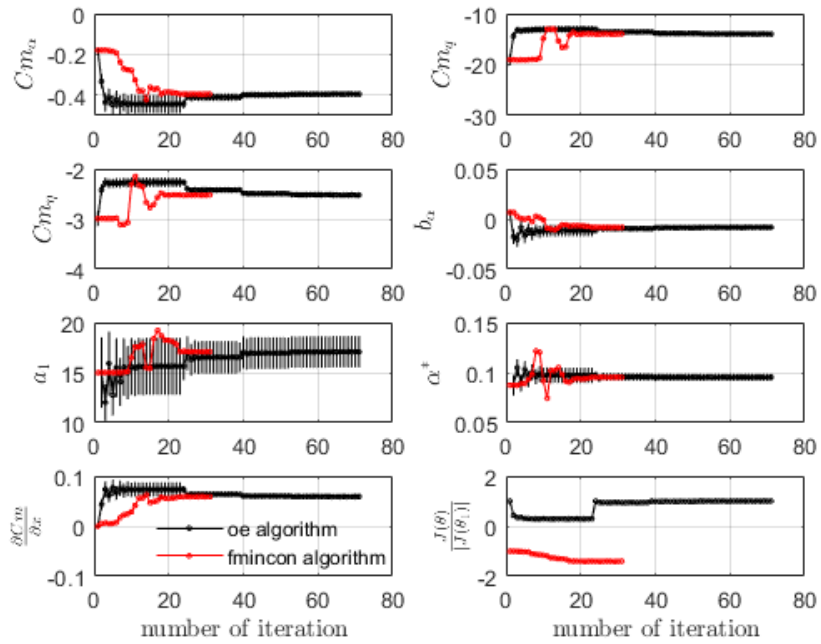 0
-0.2
-0.4
Cm_α
0 20 40 60 80
-10
-20
-30
Cm_q
0 20 40 60 80
-2
-3
-4
Cm_η
0 20 40 60 80
0.05
0
-0.05
b_α
0 20 40 60 80
20
15
10
a_1
0 20 40 60 80
0.15
0.1
0.05
α*
0 20 40 60 80
0.1
0
-0.1
∂Cm
∂x
oe algorithm
fmincon algorithm
0 20 40 60 80
number of iteration
2
0
-2
J(θ)
0 20 40 60 80
number of iteration